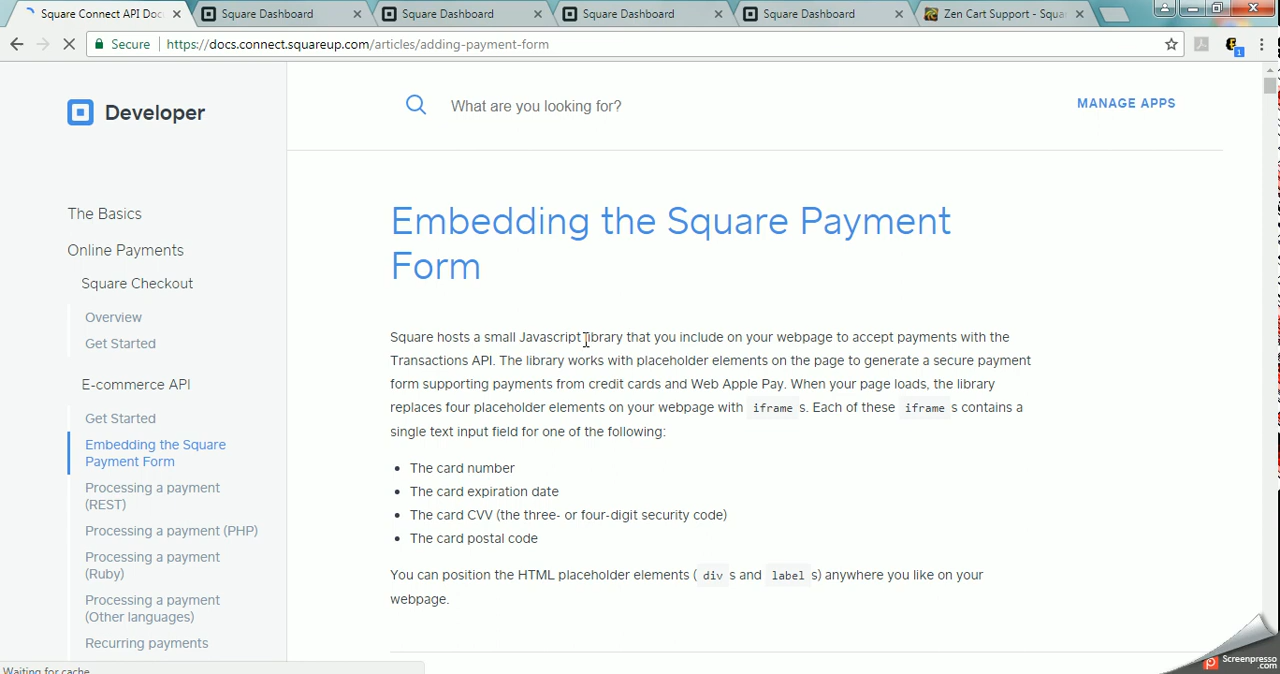 Square Connect API Doc
Square Dashboard
Square Dashboard
Square Dashboard
Square Dashboard
Zen Cart Support - Squa
Secure
https://docs.connect.squareup.com/articles/adding-payment-form
1
Developer
What are you looking for?
MANAGE APPS
The Basics
Online Payments
Square Checkout
Overview
Get Started
E-commerce API
Get Started
Embedding the Square
Payment Form
Processing a payment
(REST)
Processing a payment (PHP)
Processing a payment
(Ruby)
Processing a payment
(Other languages)
Recurring payments
Embedding the Square Payment
Form
Square hosts a small Javascript library that you include on your webpage to accept payments with the
Transactions API. The library works with placeholder elements on the page to generate a secure payment
form supporting payments from credit cards and Web Apple Pay. When your page loads, the library
replaces four placeholder elements on your webpage with iframe s. Each of these iframe s contains a
single text input field for one of the following:
• The card number
• The card expiration date
• The card CVV (the three- or four-digit security code)
• The card postal code
You can position the HTML placeholder elements ( div s and label s) anywhere you like on your
webpage.
Waiting for cache
Screenpresso
.com